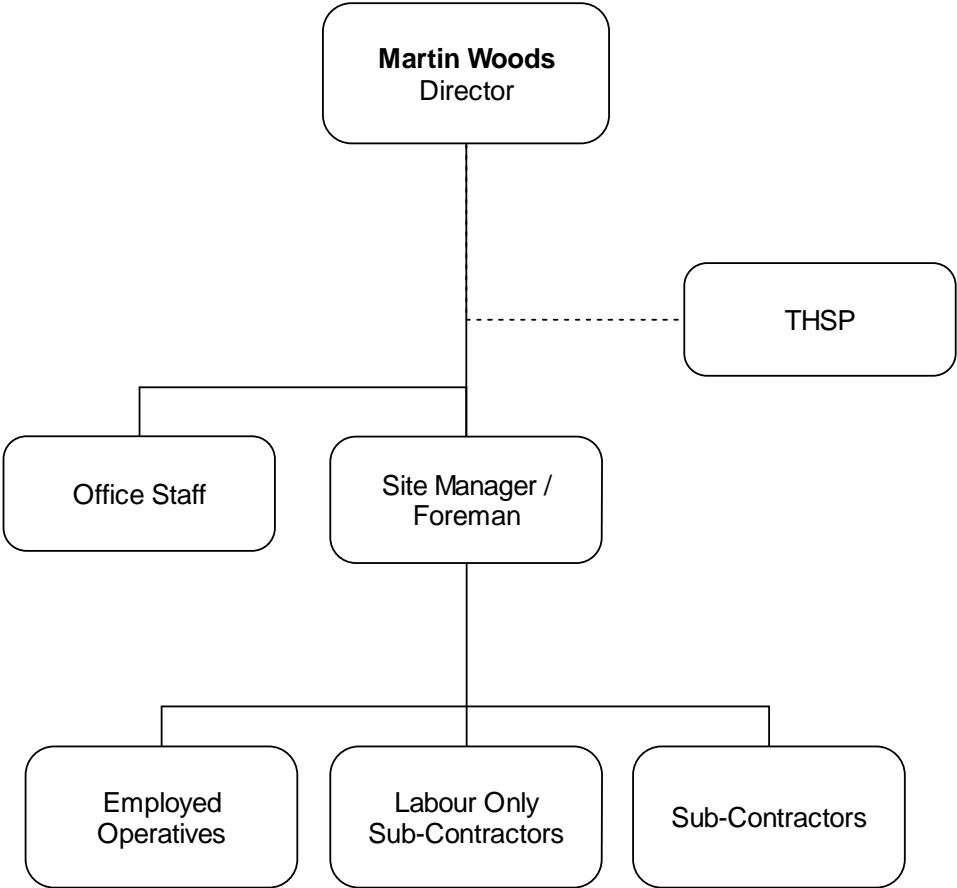 Martin Woods
Director
THSP
Office Staff
Site Manager /
Foreman
Employed
Operatives
Labour Only
Sub-Contractors
Sub-Contractors